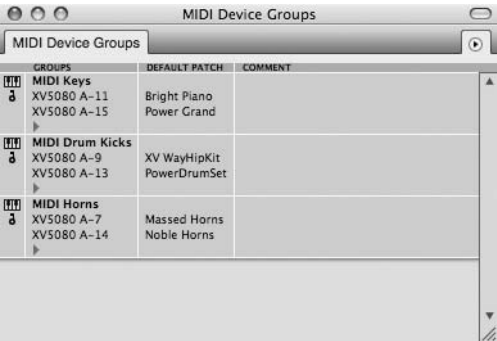 MIDI Device Groups
MIDI Device Groups
GROUPS DEFAULT PATCH COMMENT
MIDI Keys
XV5080 A-11 Bright Piano
XV5080 A-15 Power Grand
MIDI Drum Kicks
XV5080 A-9 XV WayHipKit
XV5080 A-13 PowerDrumSet
MIDI Horns
XV5080 A-7 Massed Horns
XV5080 A-14 Noble Horns